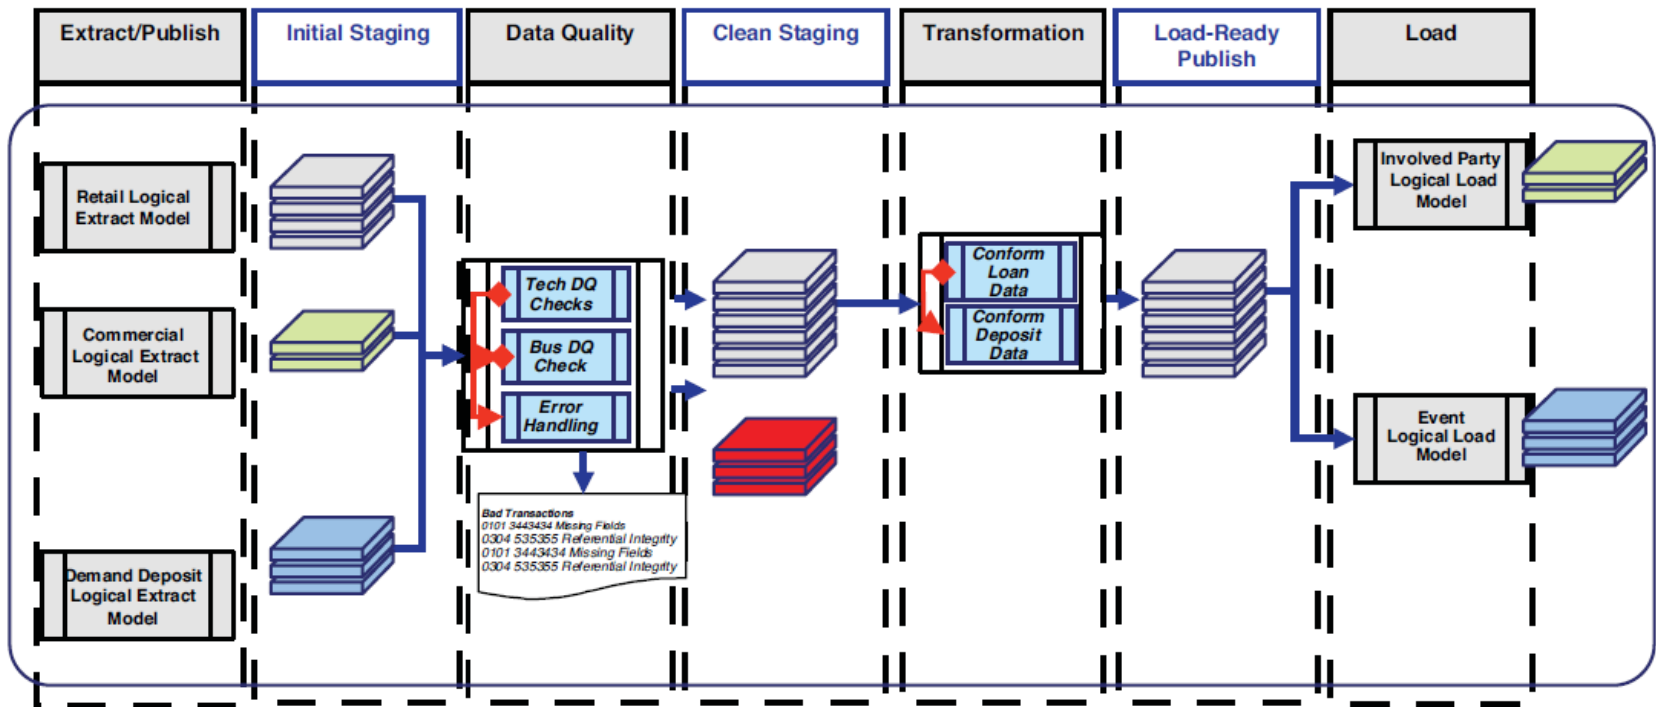 Extract/Publish
Initial Staging
Data Quality
Clean Staging
Transformation
Load-Ready
Publish
Load
Retail Logical
Extract Model
Commercial
Logical Extract
Model
Demand Deposit
Logical Extract
Model
Tech DQ
Checks
Bus DQ
Check
Error
Handling
Bad Transactions
0101 3443434 Missing Fields
0304 535355 Referential Integrity
0101 3443434 Missing Fields
0304 535355 Referential Integrity
Conform
Loan
Data
Conform
Deposit
Data
Involved Party
Logical Load
Model
Event
Logical Load
Model